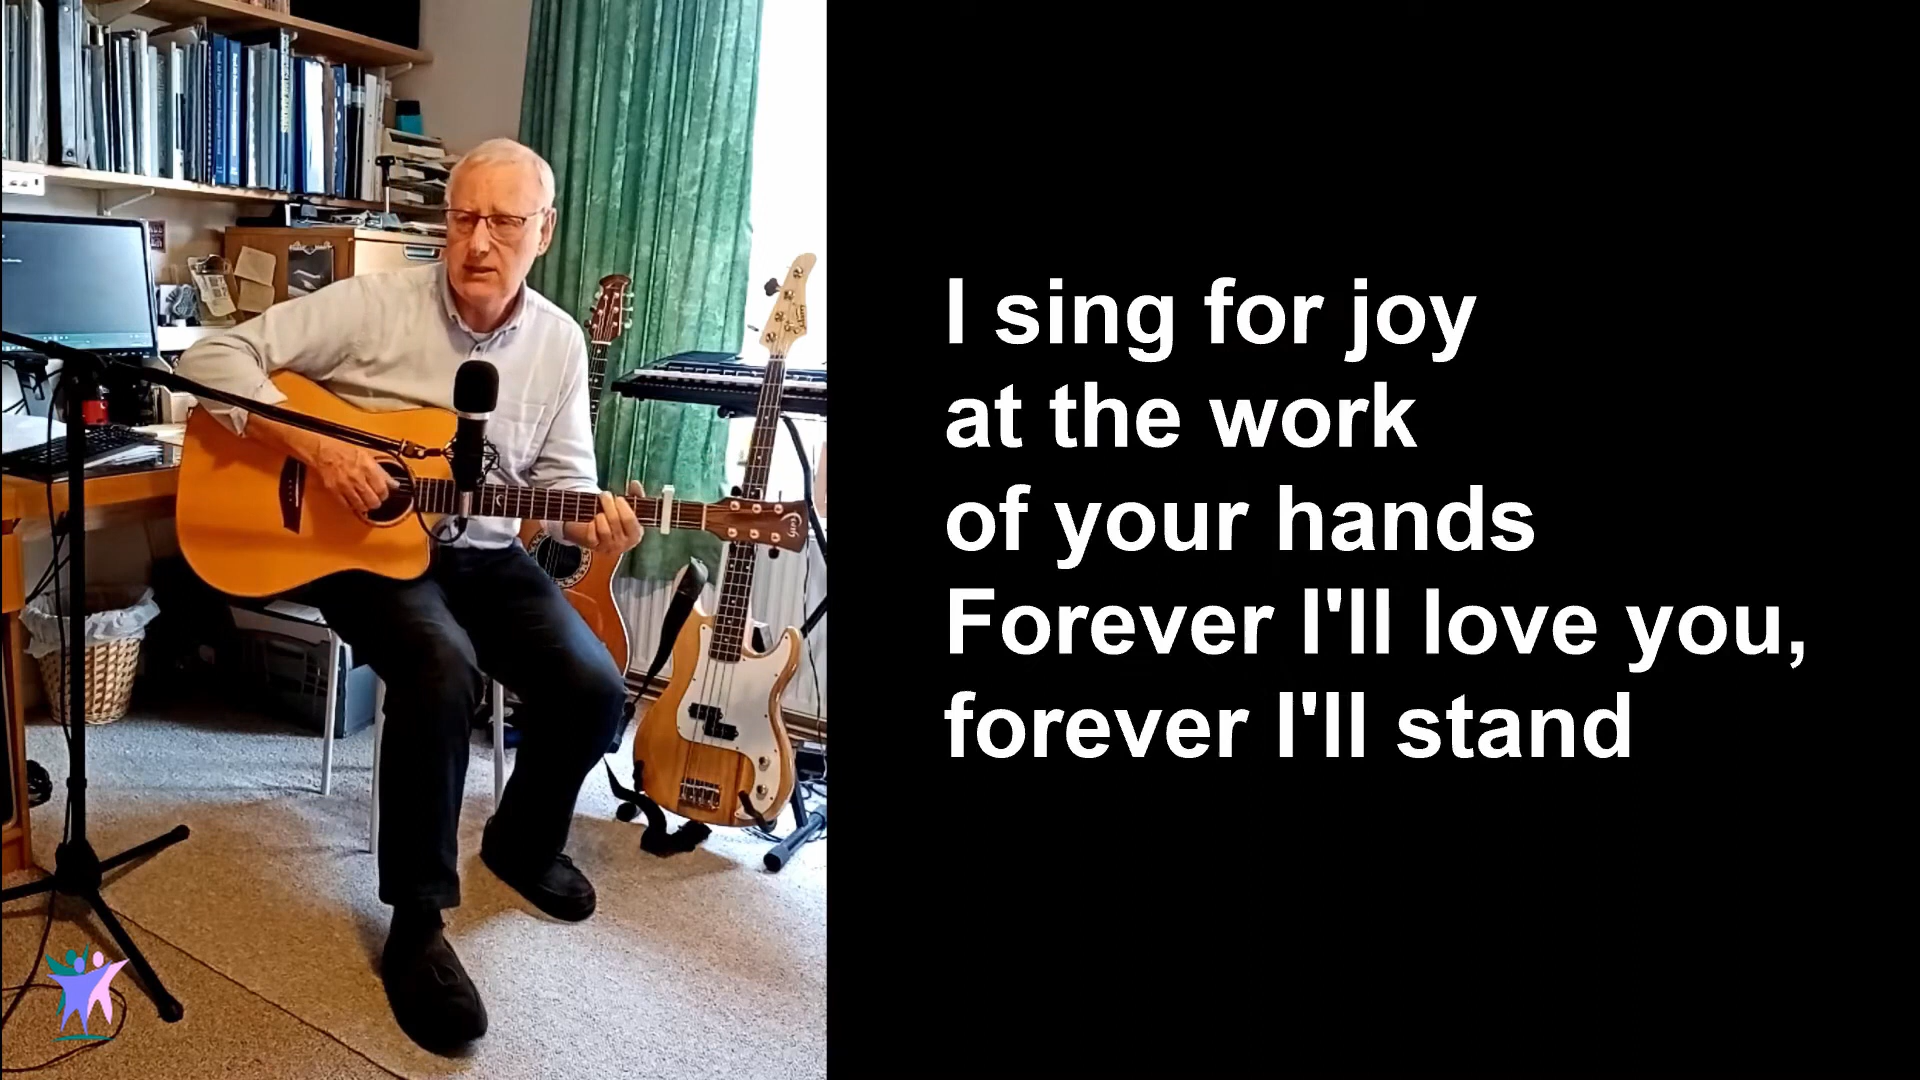 I sing for joy
at the work
of your hands
Forever I'll love you,
forever I'll stand